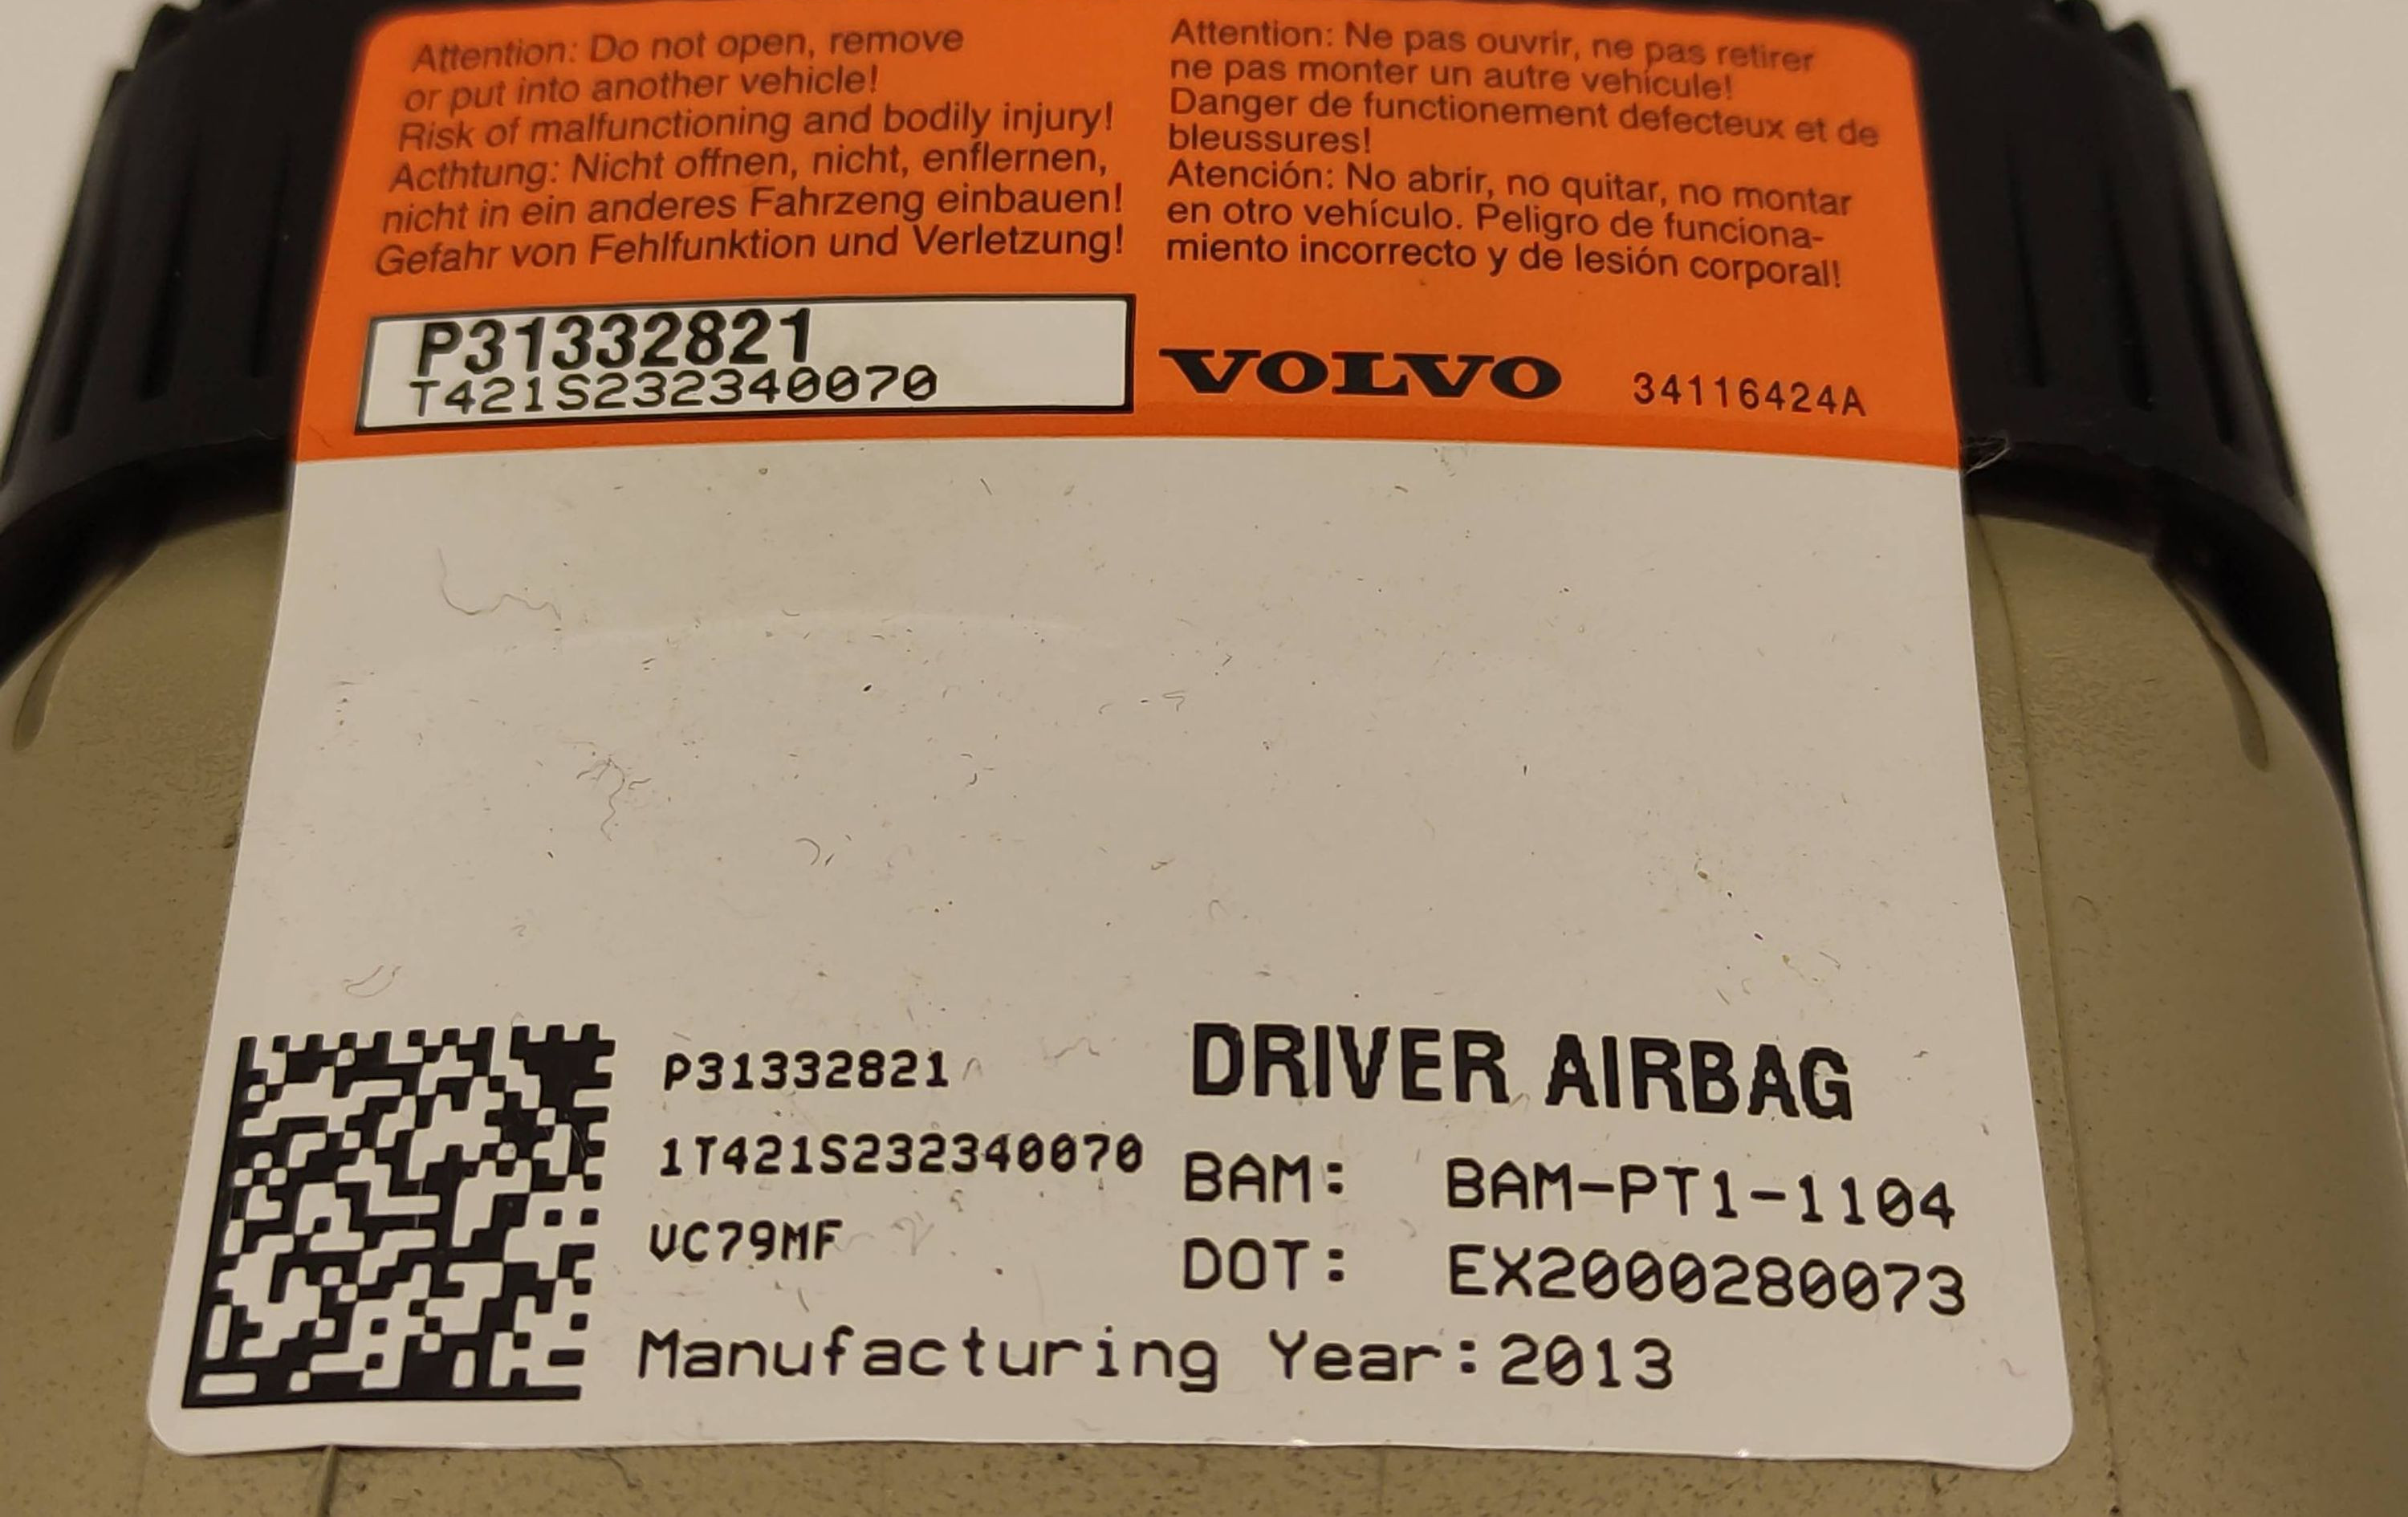 Attention: Do not open, remove
or put into another vehicle!
Risk of malfunctioning and bodily injury!
Acthtung: Nicht offnen, nicht, enflernen,
nicht in ein anderes Fahrzeng einbauen!
Gefahr von Fehlfunktion und Verletzung!
Attention: Ne pas ouvrir, ne pas retirer
ne pas monter un autre vehícule!
Danger de functionement defecteux et de
bleussures!
Atención: No abrir, no quitar, no montar
en otro vehículo. Peligro de funciona-
miento incorrecto y de lesión corporal!
P31332821
T421S232340070
VOLVO 34116424A
P31332821
1T421S232340070
VC79MF
DRIVER AIRBAG
BAM: BAM-PT1-1104
DOT: EX2000280073
Manufacturing Year:2013